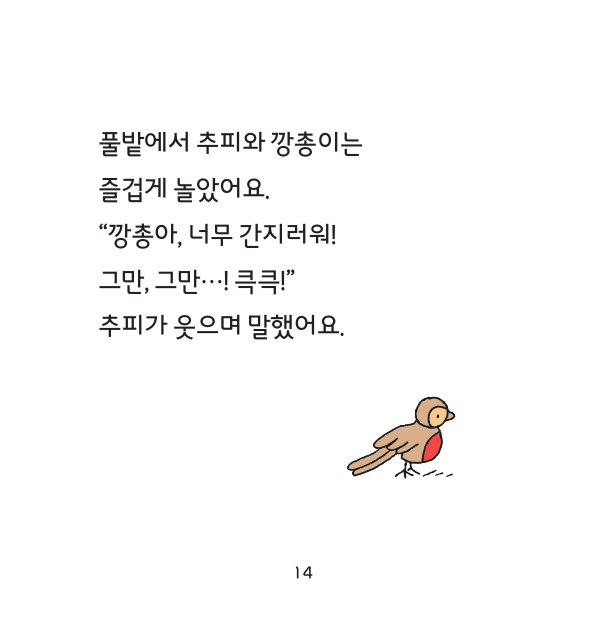 풀밭에서 추피와 깡총이는
즐겁게 놀았어요.
“깡총아, 너무 간지러워!
그만, 그만…! 큭큭!”
추피가 웃으며 말했어요.
14